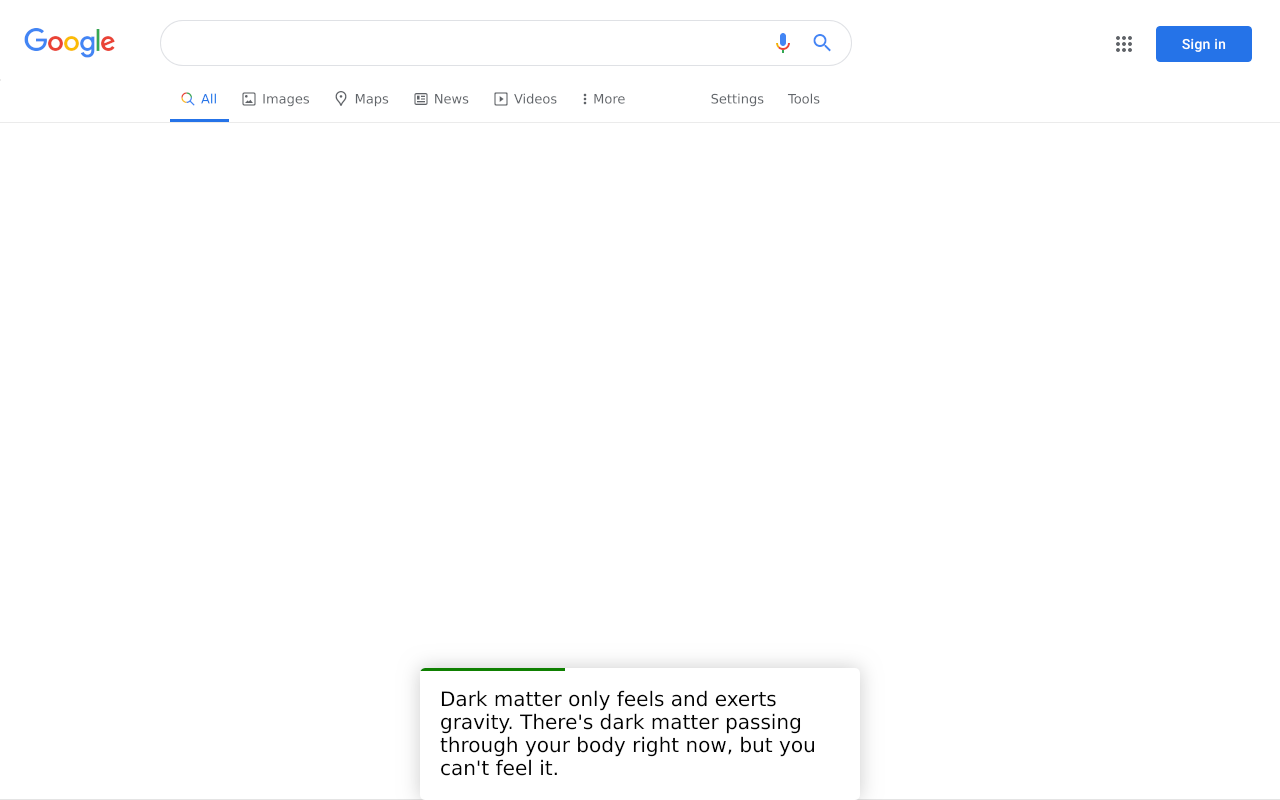 Google
Sign in
All Images Maps News Videos More Settings Tools
Dark matter only feels and exerts
gravity. There's dark matter passing
through your body right now, but you
can't feel it.